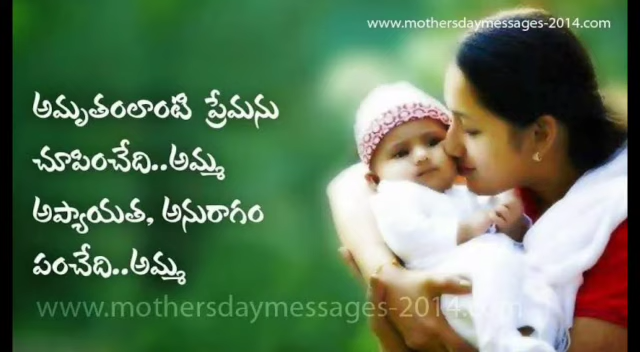 www.mothersdaymessages-2014.com
అమృతంలాంటి ప్రేమను
చూపించేది..అమ్మ
అప్యాయత, అనురాగం
పంచేది..అమ్మ
www.mothersdaymessages-2014.com